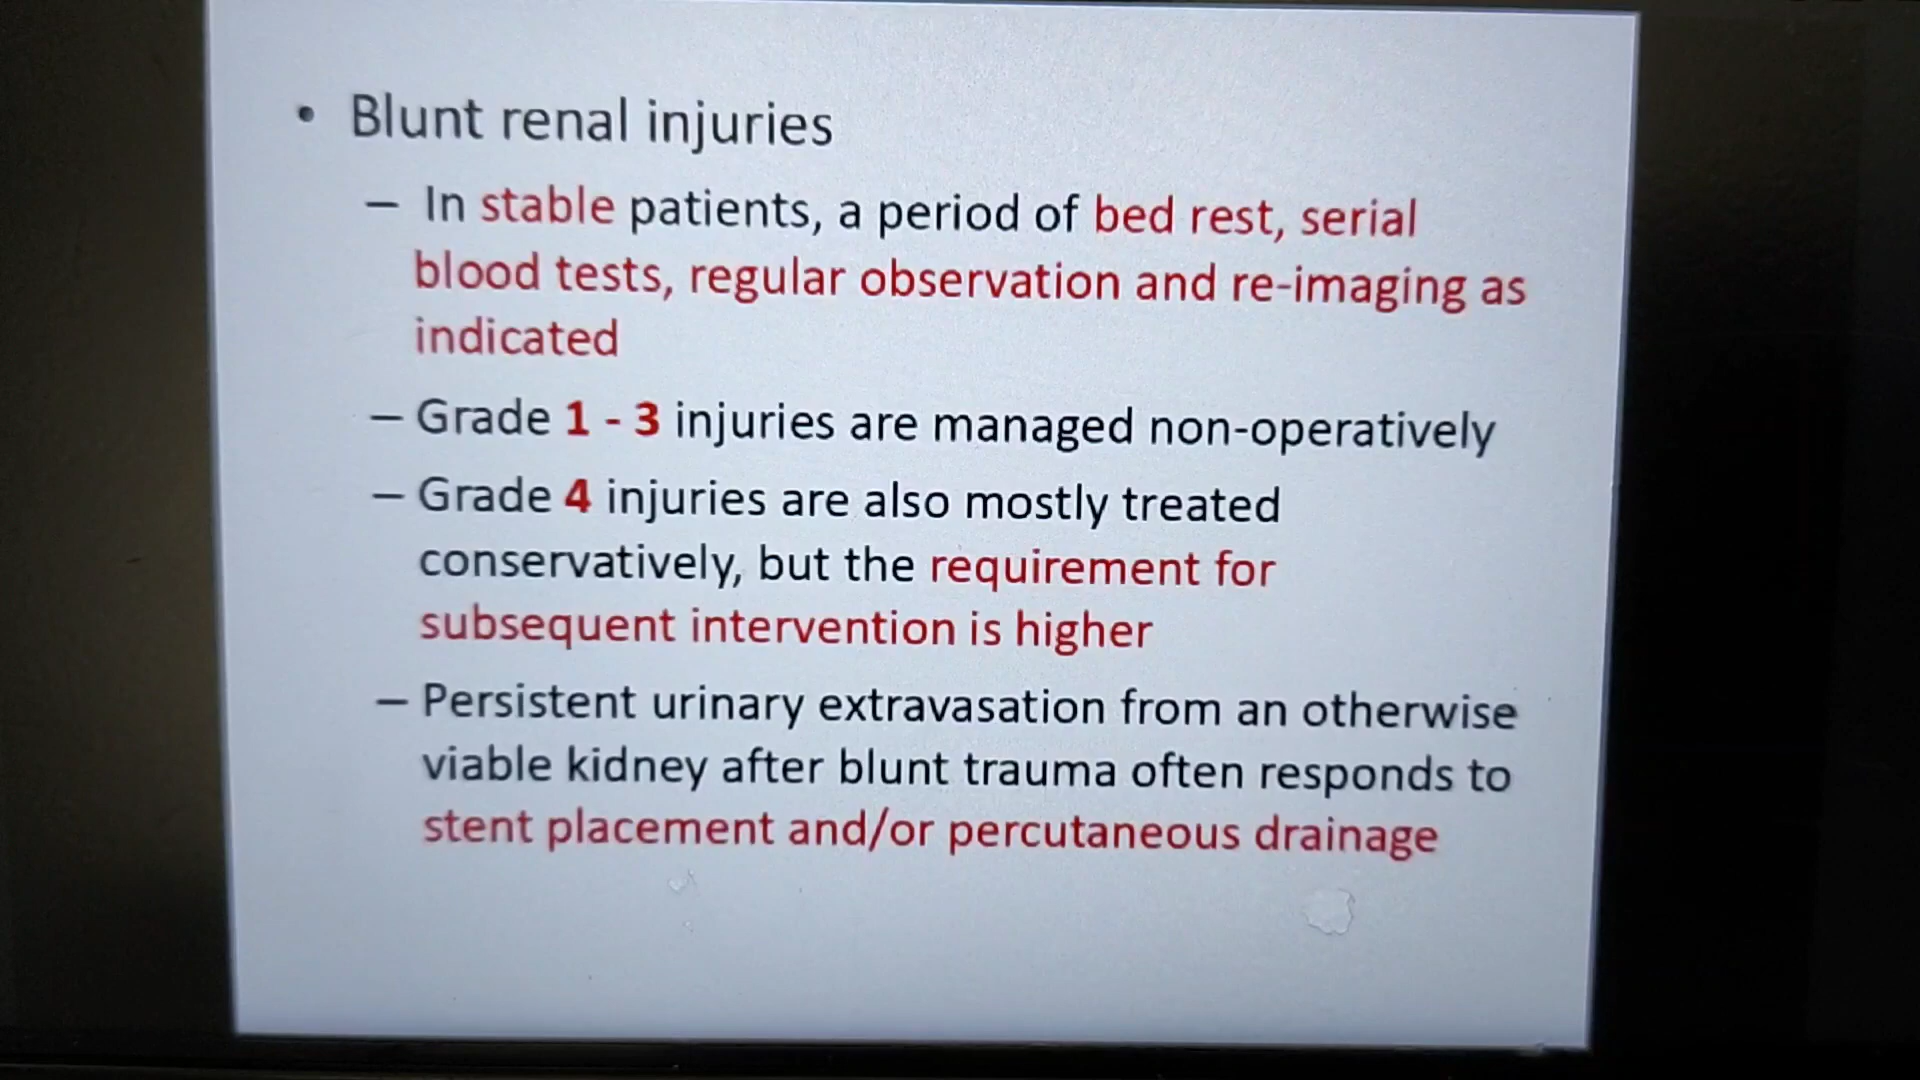 • Blunt renal injuries
– In stable patients, a period of bed rest, serial
blood tests, regular observation and re-imaging as
indicated
– Grade 1 - 3 injuries are managed non-operatively
– Grade 4 injuries are also mostly treated
conservatively, but the requirement for
subsequent intervention is higher
– Persistent urinary extravasation from an otherwise
viable kidney after blunt trauma often responds to
stent placement and/or percutaneous drainage